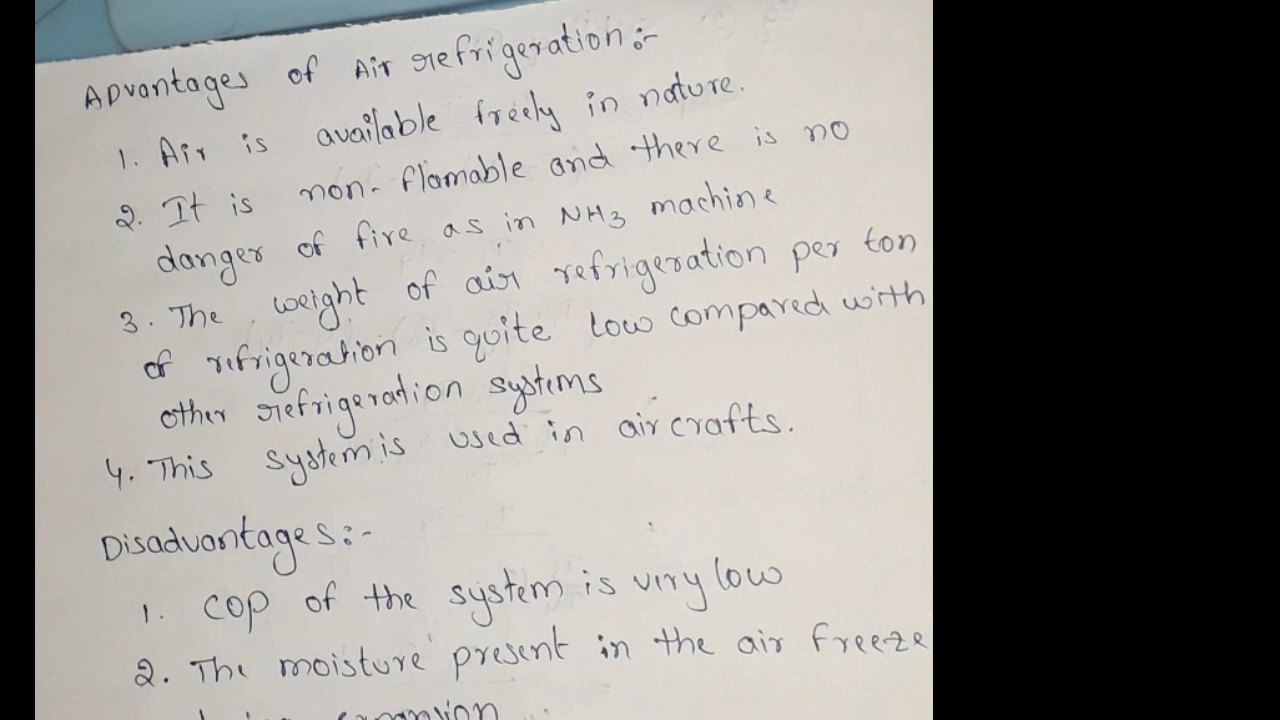 ADvantages of Air refrigeration:-
1. Air is available freely in nature.
2. It is non-flamable and there is no
danger of fire as in NH3 machine
3. The weight of air refrigeration per ton
of refrigeration is quite low compared with
other refrigeration systems
4. This system is used in air crafts.
Disadvantages:-
1. COP of the system is very low
2. The moisture present in the air freeze
expansion